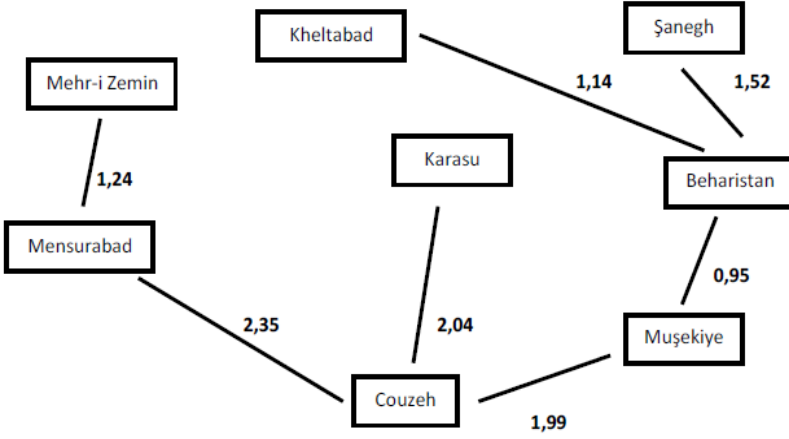 Kheltabad
Şanegh
Mehr-i Zemin
1,14
1,52
Karasu
Beharistan
1,24
Mensurabad
0,95
2,35
2,04
Muşekiye
Couzeh
1,99